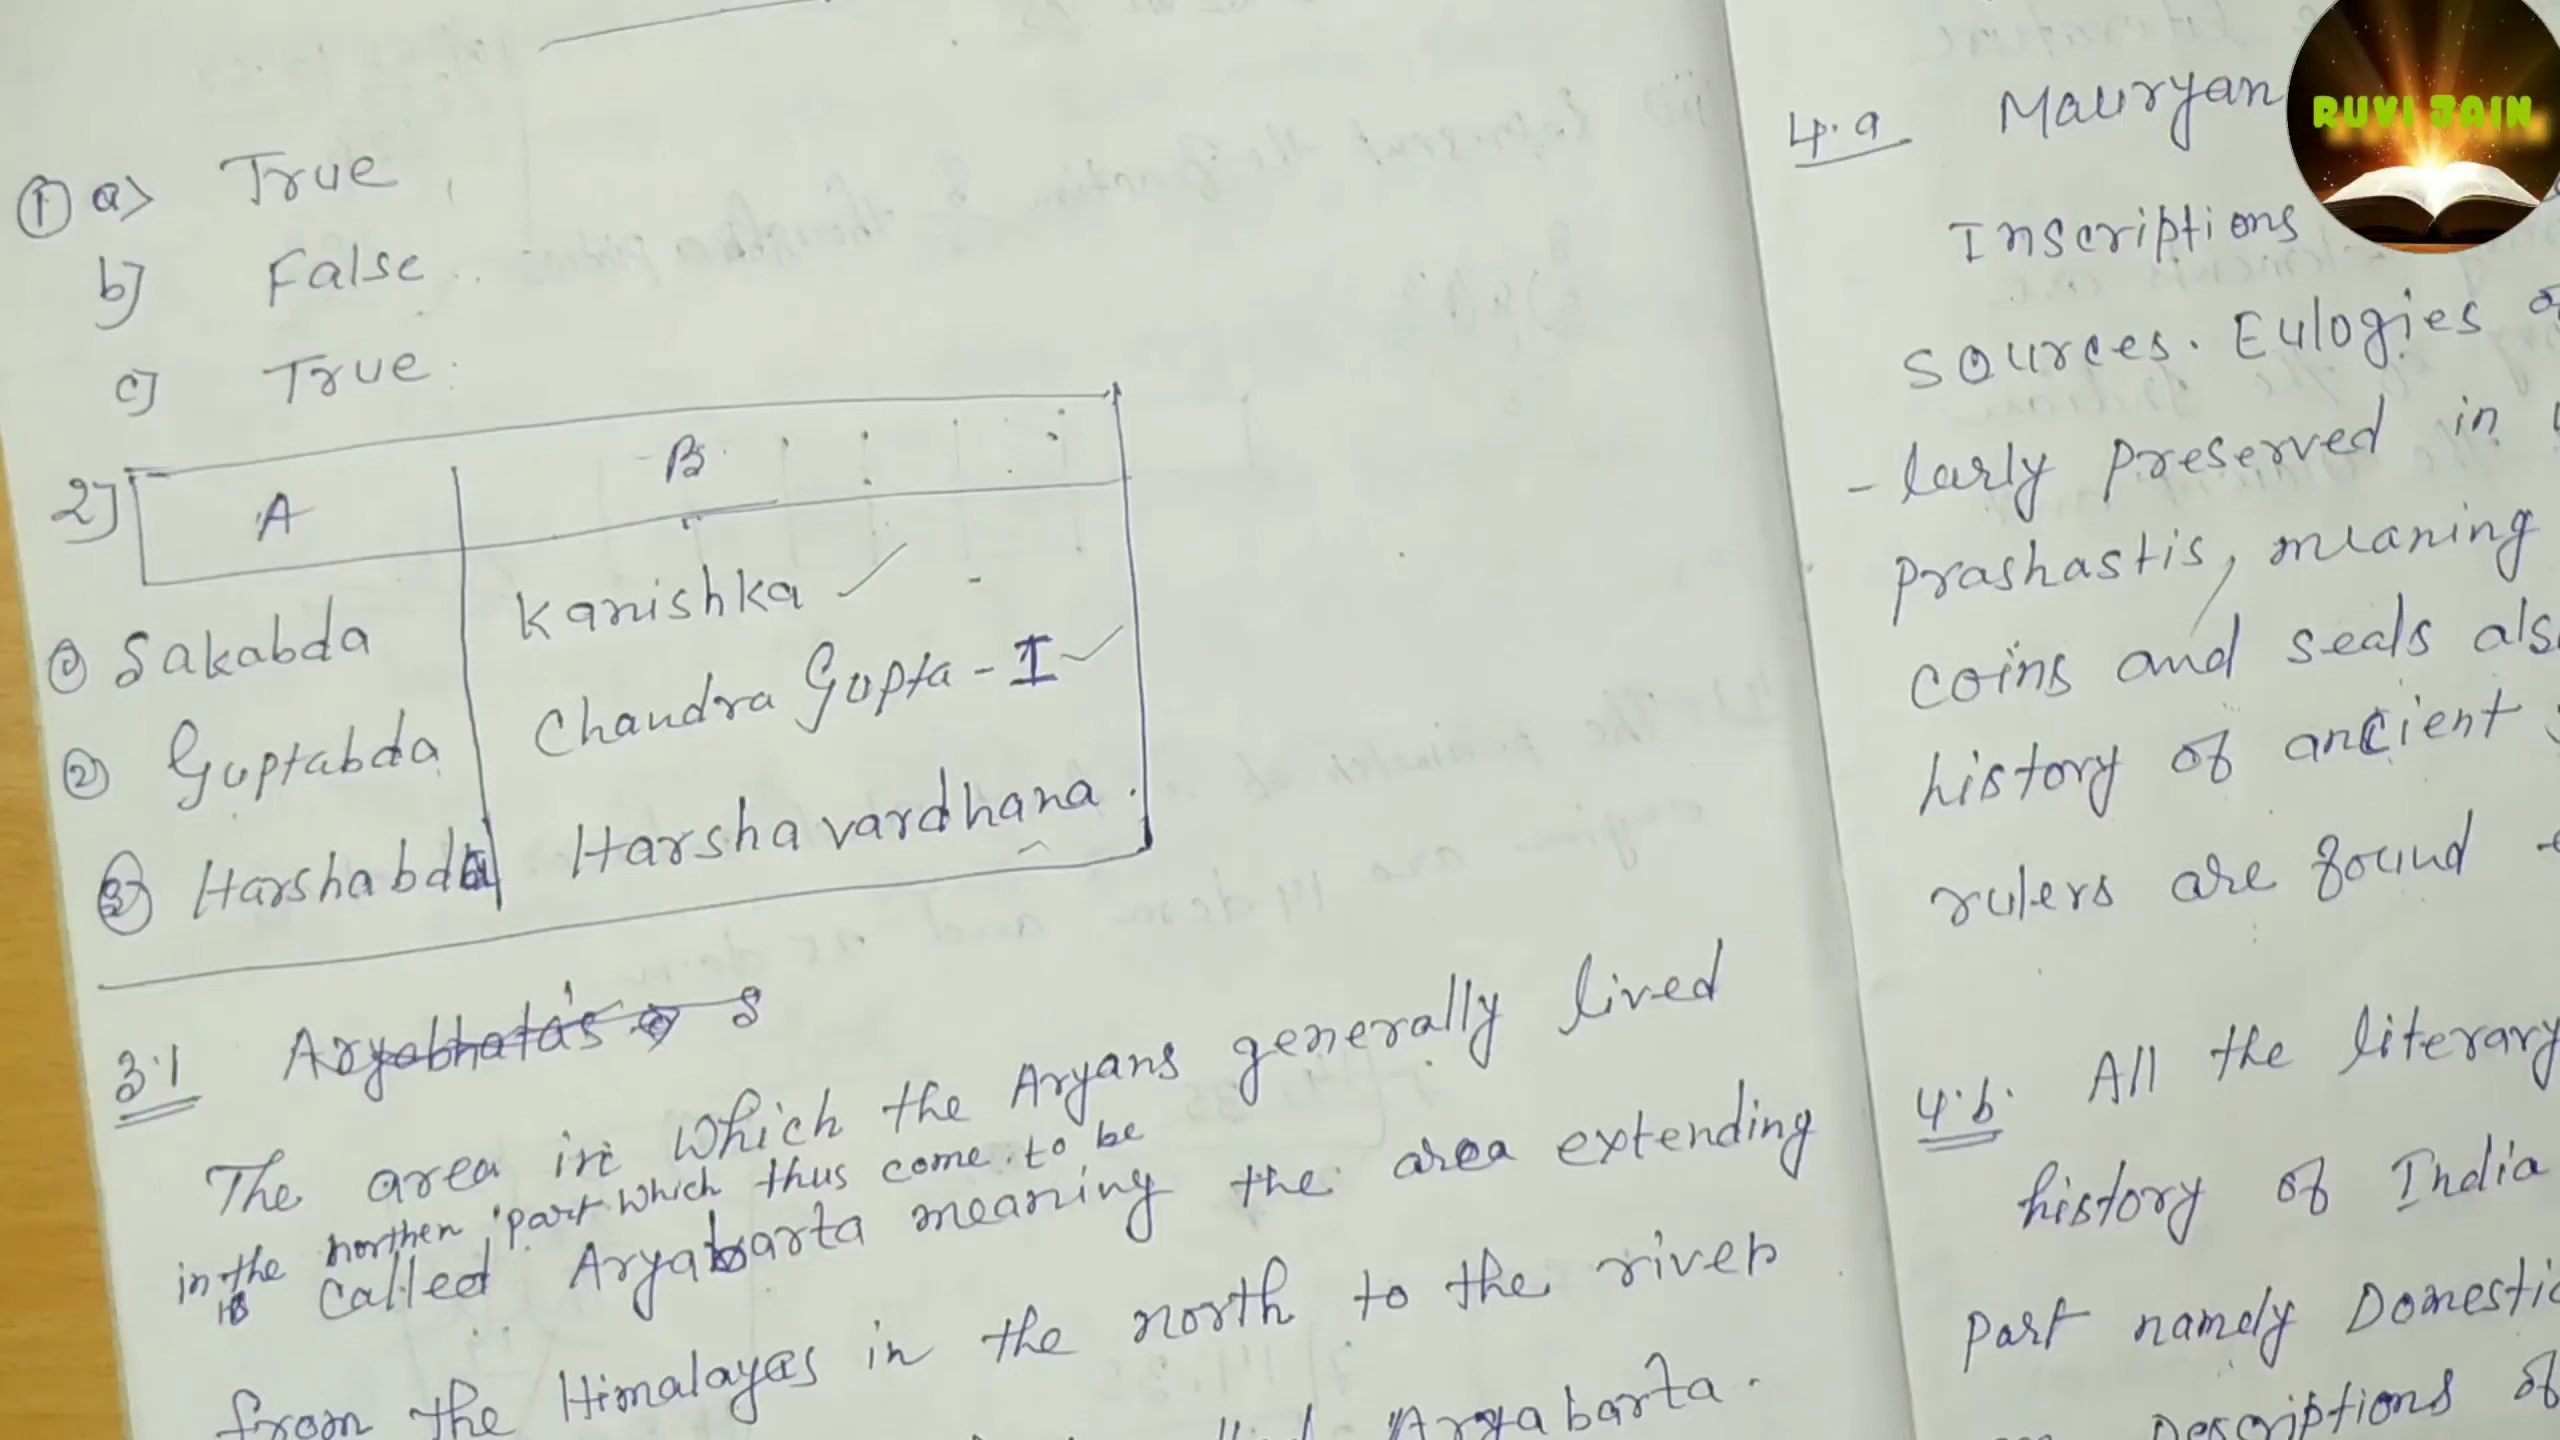 ① a) True
b] False
c] True
2] A B
① Sakabda Kanishka
② Guptabda Chandra Gupta - I
③ Harshabda Harshavardhana.
3.1 Aryabhata's
The area in which the Aryans generally lived
in the northen part which thus come to be
called Aryabarta meaning the area extending
from the Himalayas in the north to the river
Aryabarta.
4.a Mauryan
Inscriptions
sources. Eulogies
-larly preserved in
prashastis, meaning
coins and seals als
history of ancient
rulers are found
4.b. All the literary
history of India
part namely Domestic
Descriptions of
RUVI JAIN